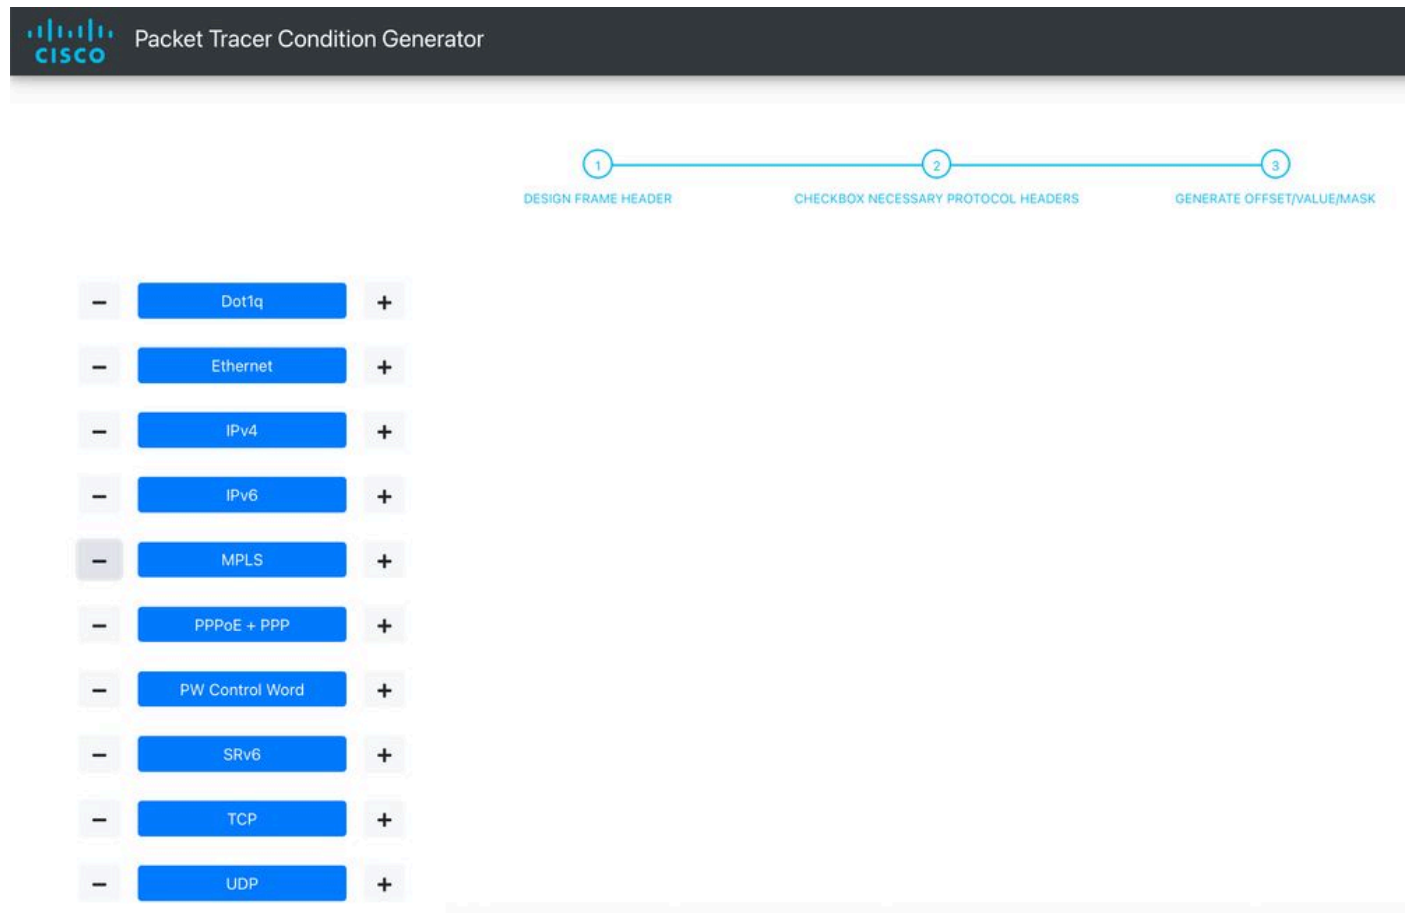 CISCO Packet Tracer Condition Generator
1 2 3
DESIGN FRAME HEADER CHECKBOX NECESSARY PROTOCOL HEADERS GENERATE OFFSET/VALUE/MASK
− Dot1q +
− Ethernet +
− IPv4 +
− IPv6 +
− MPLS +
− PPPoE + PPP +
− PW Control Word +
− SRv6 +
− TCP +
− UDP +